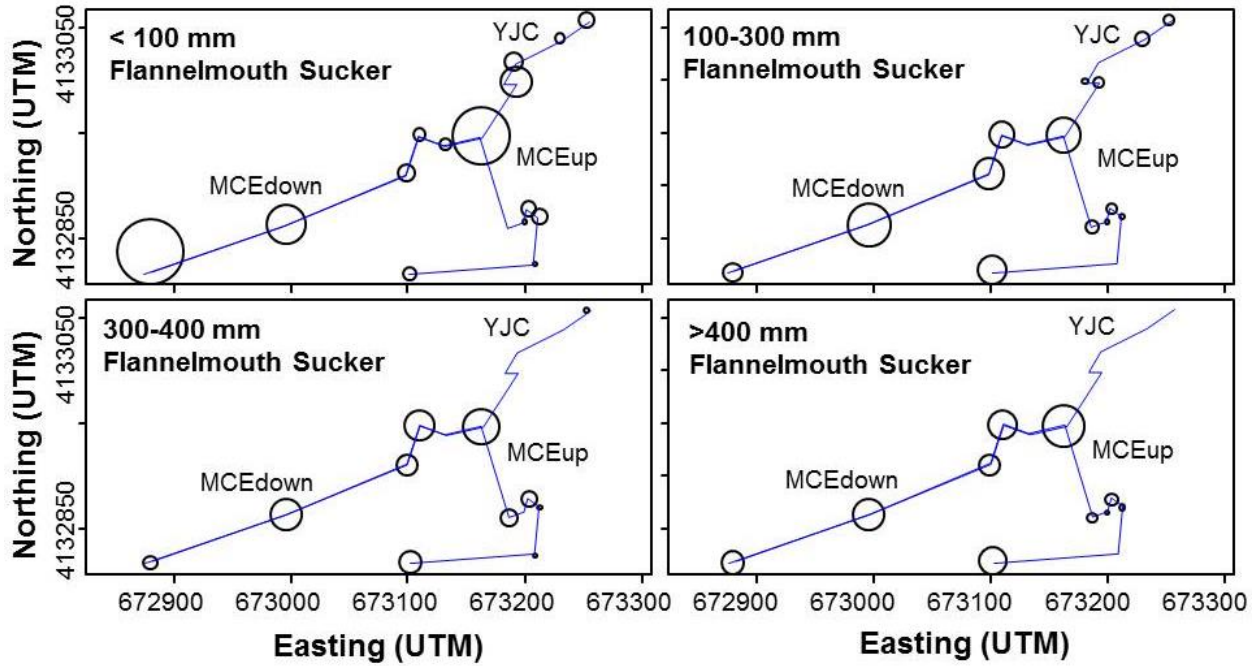 < 100 mm
Flannelmouth Sucker
YJC
MCEup
MCEdown
100-300 mm
Flannelmouth Sucker
YJC
MCEup
MCEdown
Northing (UTM)
4133050
4132850
300-400 mm
Flannelmouth Sucker
YJC
MCEup
MCEdown
>400 mm
Flannelmouth Sucker
YJC
MCEup
MCEdown
Northing (UTM)
4133050
4132850
672900 673000 673100 673200 673300
672900 673000 673100 673200 673300
Easting (UTM)
Easting (UTM)